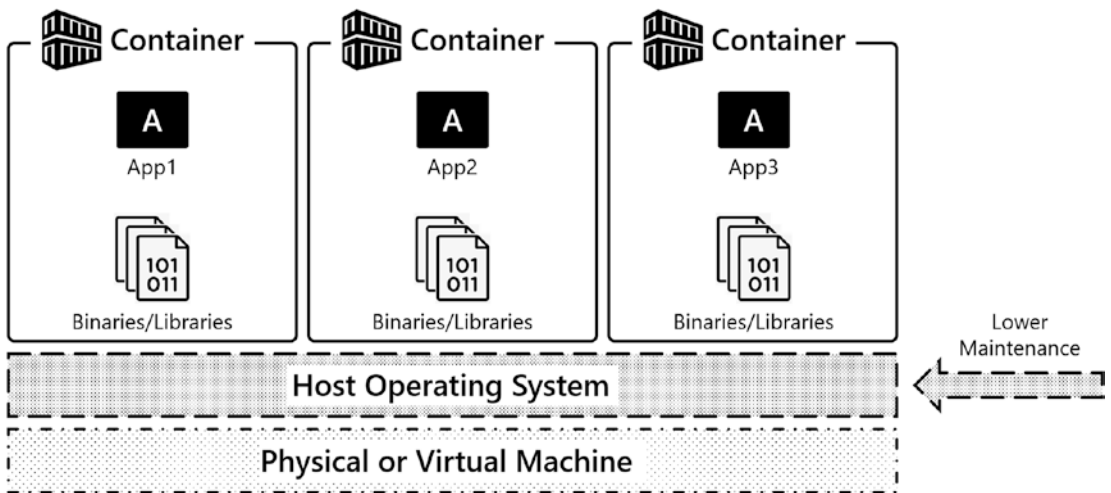 Container
Container
Container
A
A
A
App1
App2
App3
101
011
101
011
101
011
Binaries/Libraries
Binaries/Libraries
Binaries/Libraries
Lower
Maintenance
Host Operating System
Physical or Virtual Machine